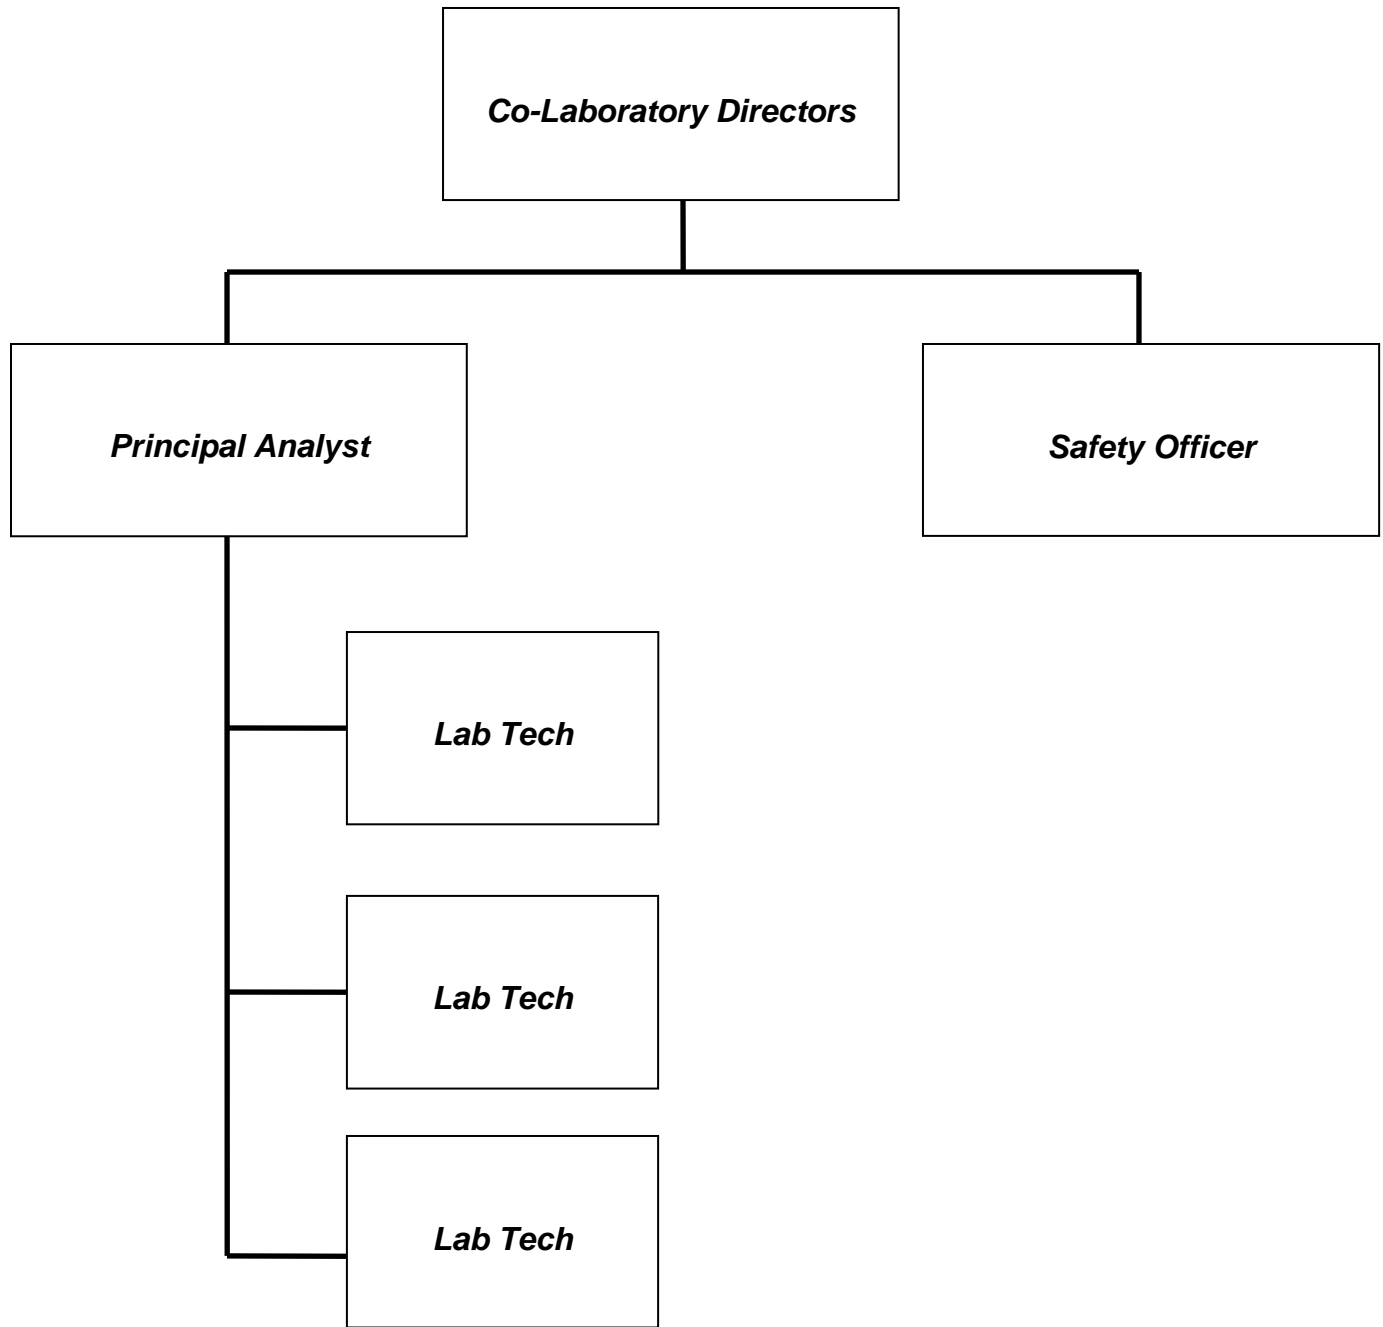 Co-Laboratory Directors
Principal Analyst
Safety Officer
Lab Tech
Lab Tech
Lab Tech